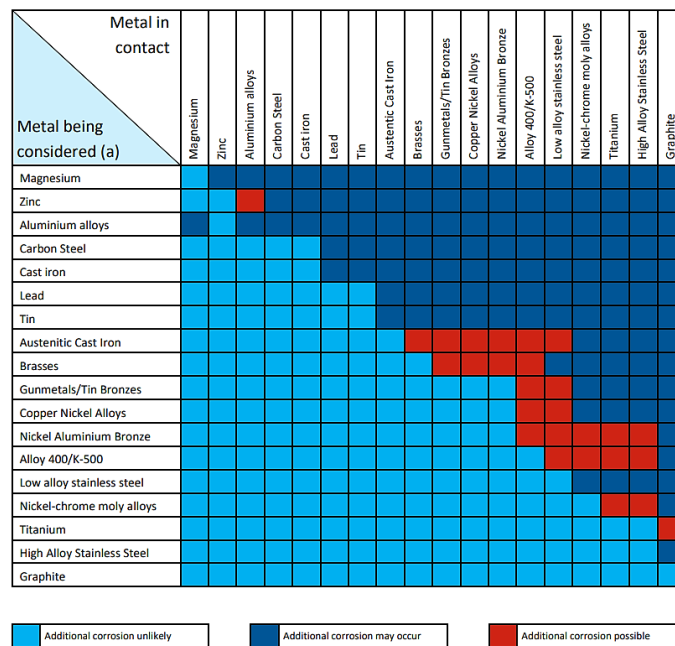 Metal in
contact
Metal being
considered (a)
Magnesium
Zinc
Aluminium alloys
Carbon Steel
Cast iron
Lead
Tin
Austentic Cast Iron
Brasses
Gunmetals/Tin Bronzes
Copper Nickel Alloys
Nickel Aluminium Bronze
Alloy 400/K-500
Low alloy stainless steel
Nickel-chrome moly alloys
Titanium
High Alloy Stainless Steel
Graphite
Magnesium
Zinc
Aluminium alloys
Carbon Steel
Cast iron
Lead
Tin
Austenitic Cast Iron
Brasses
Gunmetals/Tin Bronzes
Copper Nickel Alloys
Nickel Aluminium Bronze
Alloy 400/K-500
Low alloy stainless steel
Nickel-chrome moly alloys
Titanium
High Alloy Stainless Steel
Graphite
Additional corrosion unlikely
Additional corrosion may occur
Additional corrosion possible